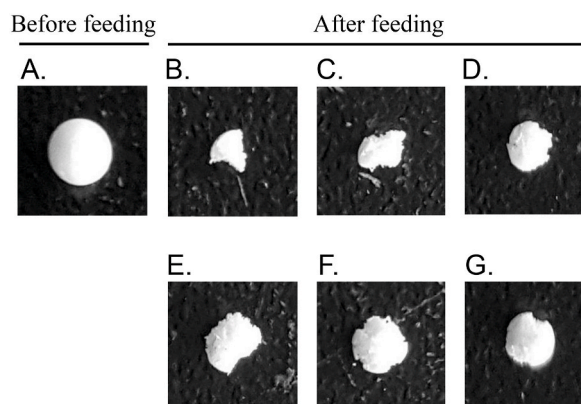 Before feeding
After feeding
A.
B.
C.
D.
E.
F.
G.